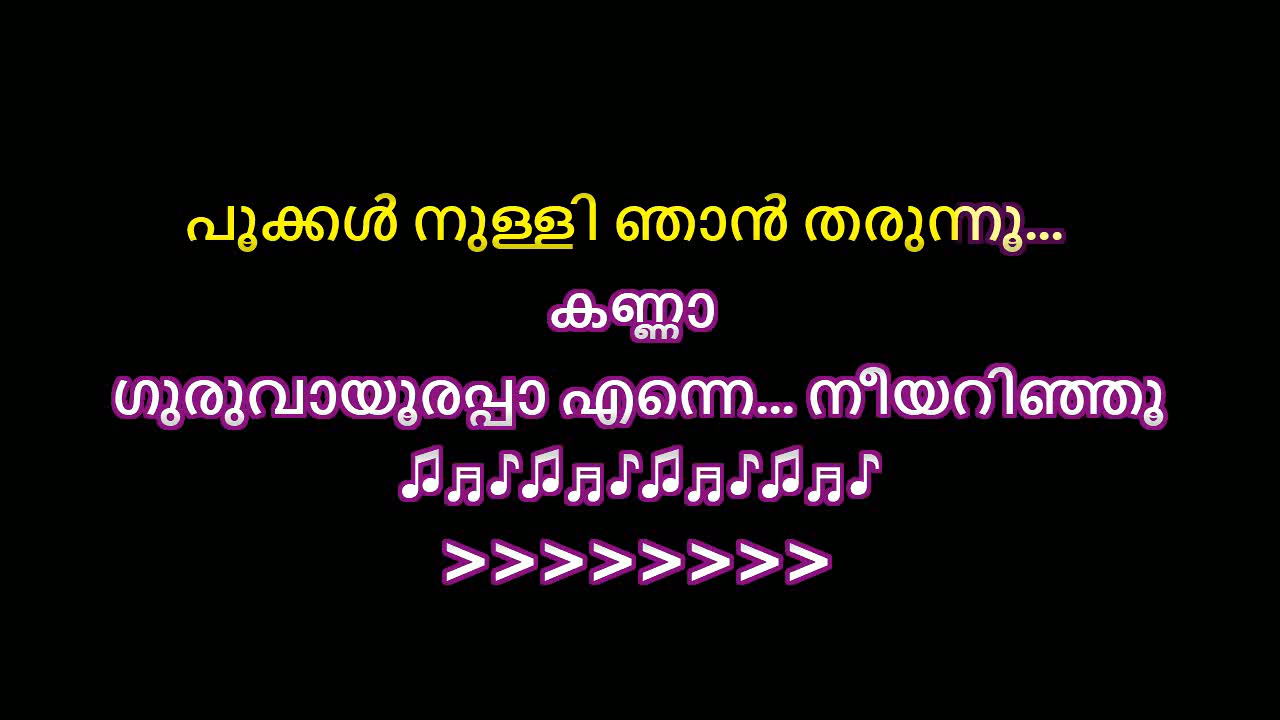 പൂക്കൾ നുള്ളി ഞാൻ തരുന്നൂ...
കണ്ണാ
ഗുരുവായൂരപ്പാ എന്നെ... നീയറിഞ്ഞൂ
♫♬♪♫♬♪♫♬♪♫♬♪
>>>>>>>>